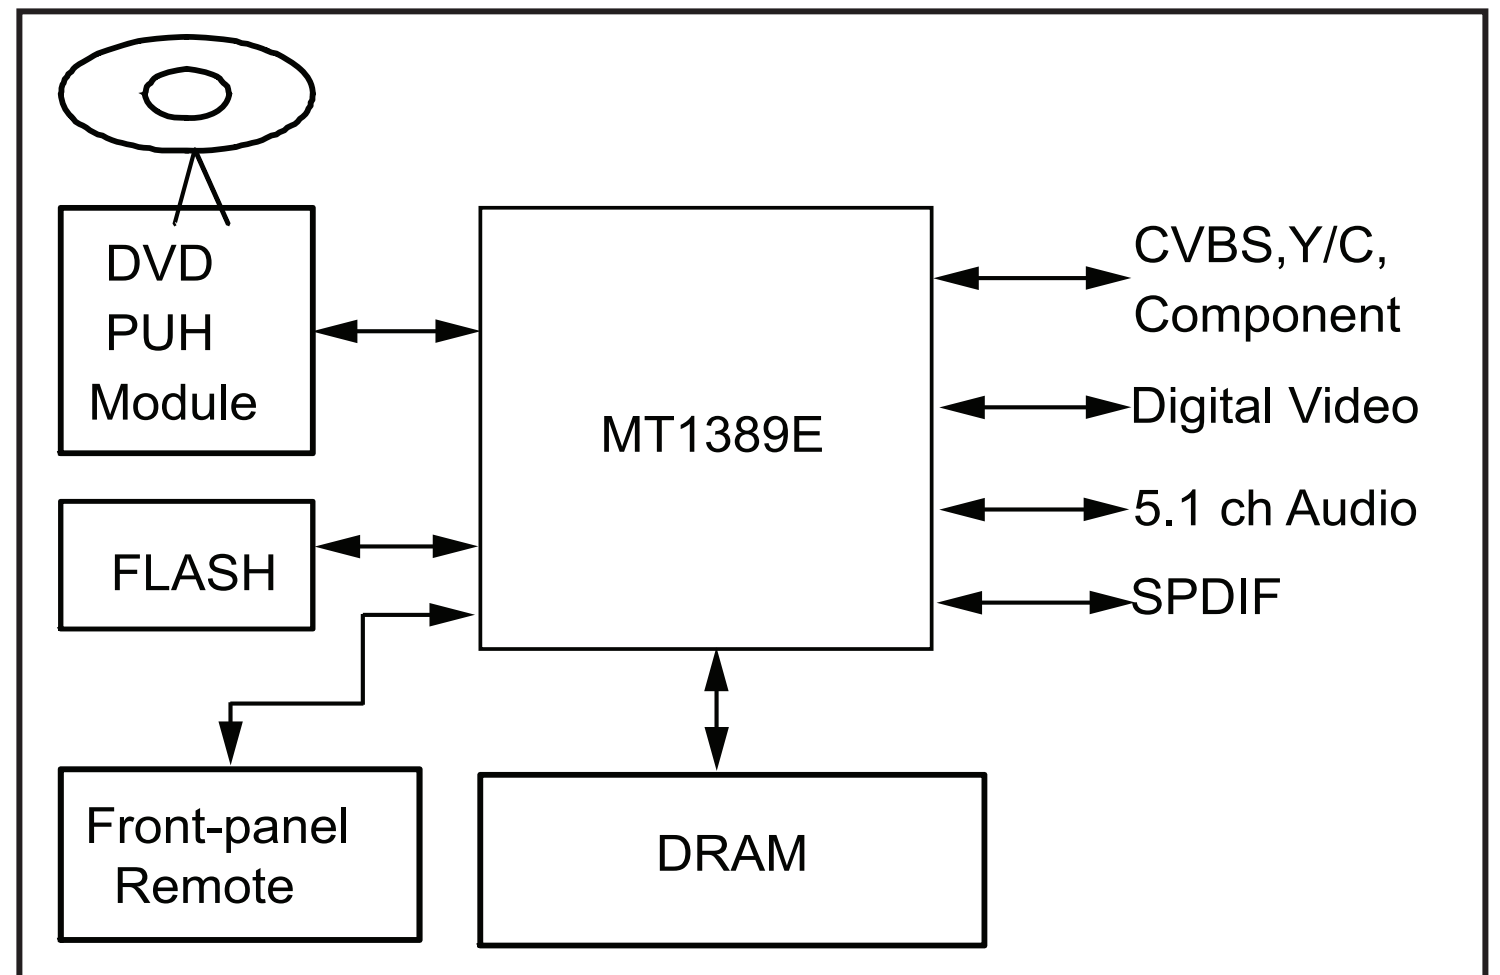 DVD
PUH
Module
FLASH
Front-panel
Remote
MT1389E
DRAM
CVBS,Y/C,
Component
Digital Video
5.1 ch Audio
SPDIF